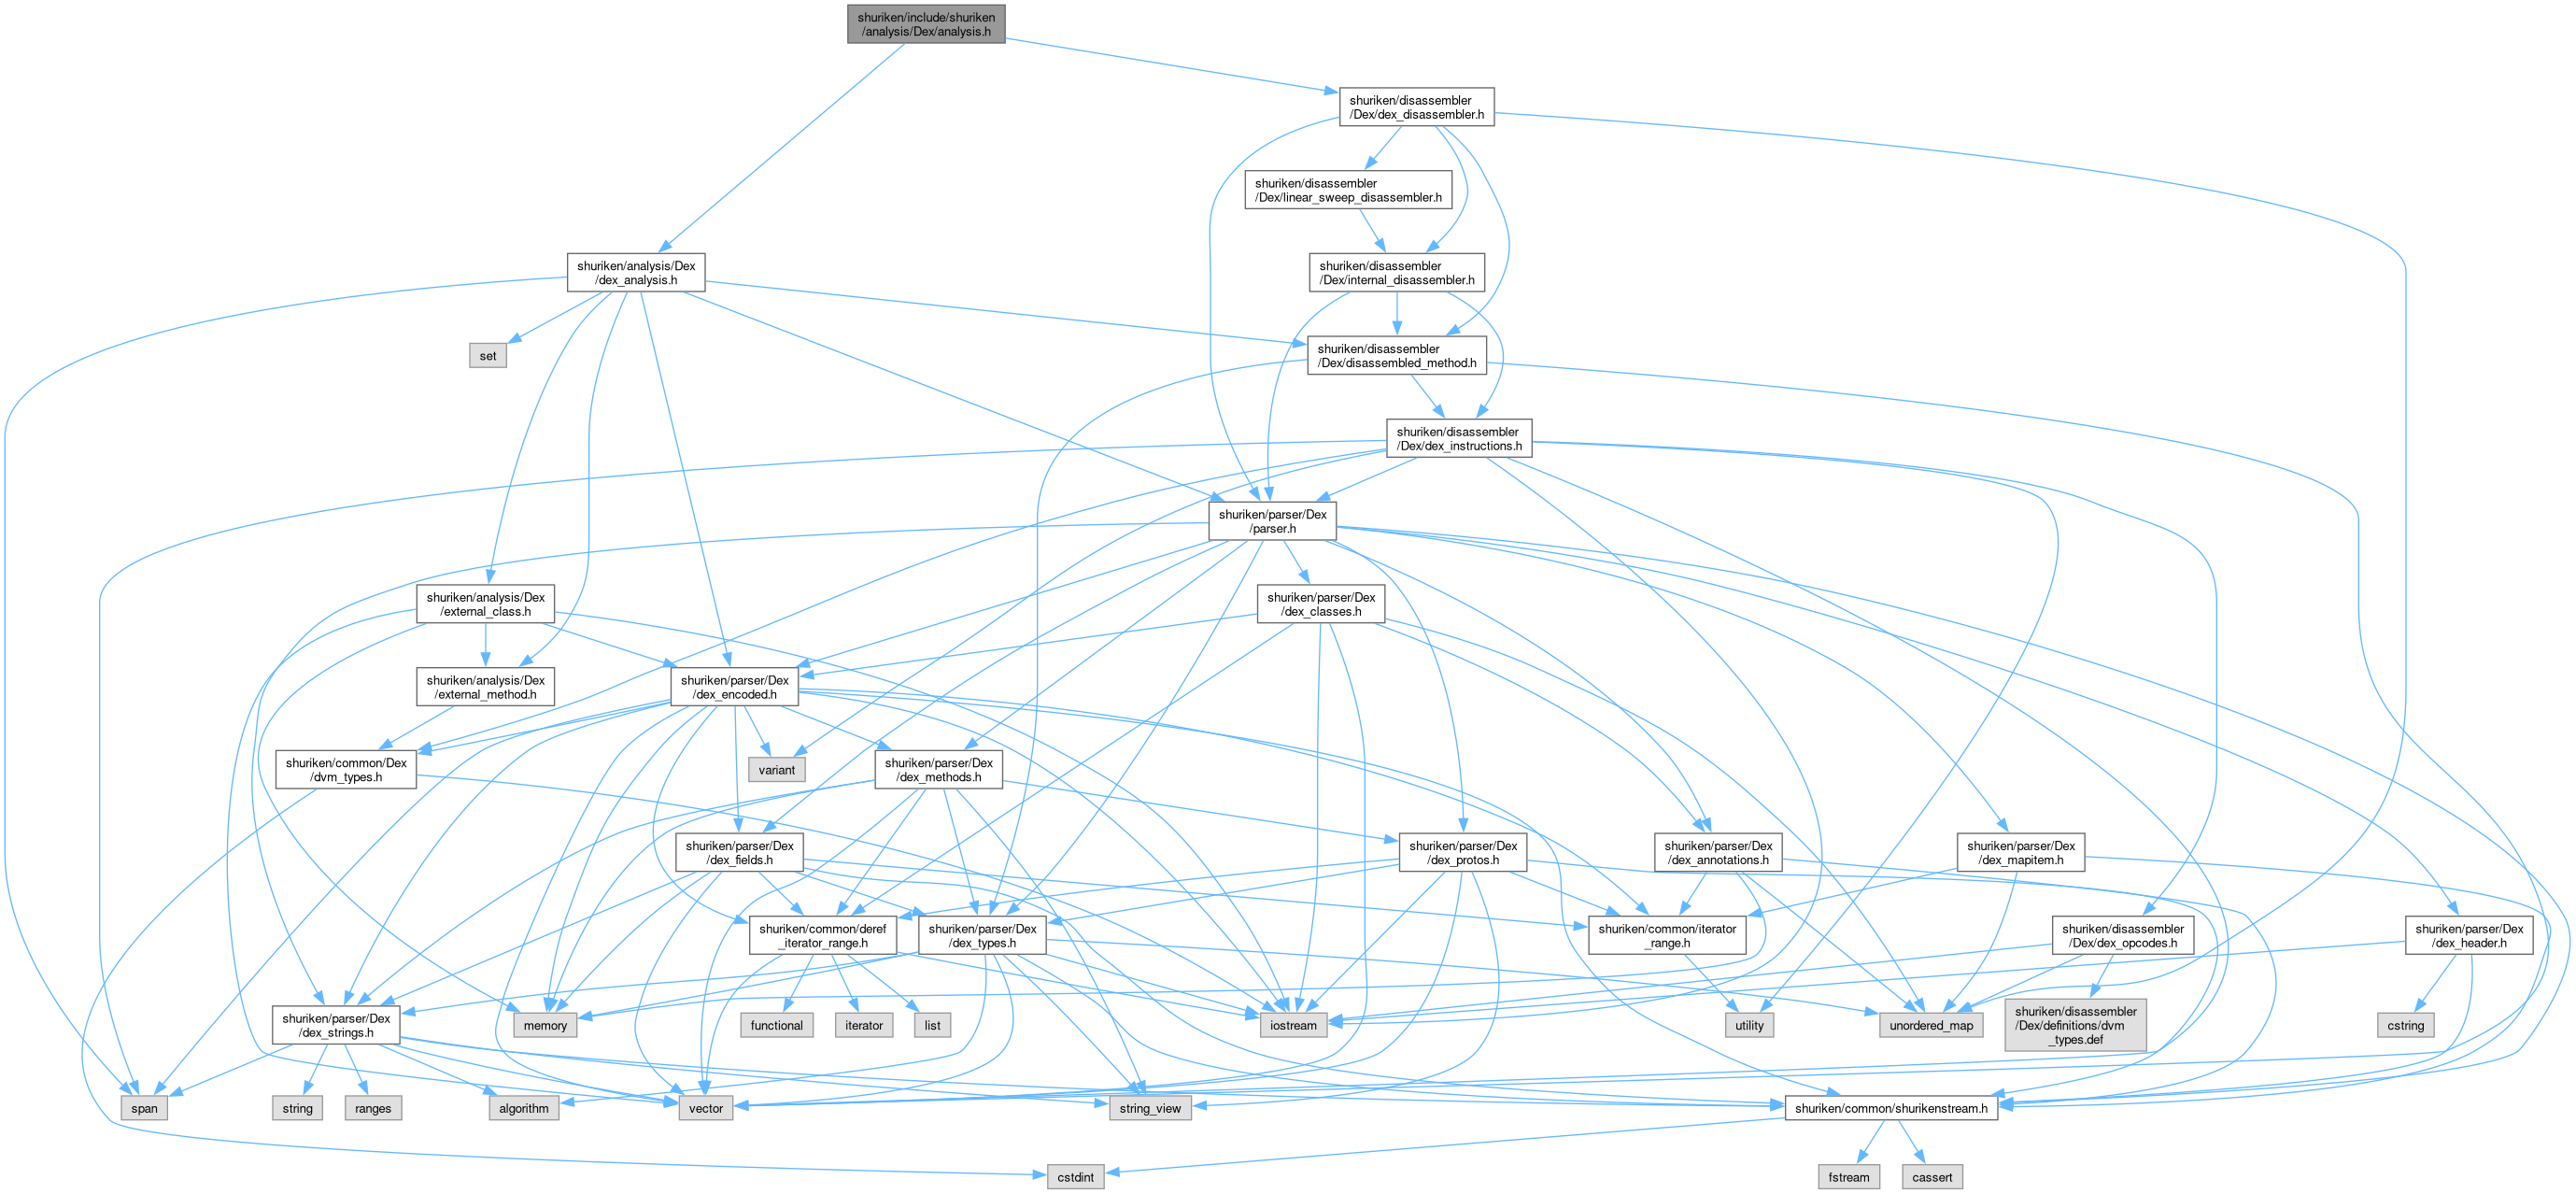 shuriken/include/shuriken
/analysis/Dex/analysis.h
shuriken/disassembler
/Dex/dex_disassembler.h
shuriken/disassembler
/Dex/linear_sweep_disassembler.h
shuriken/analysis/Dex
/dex_analysis.h
shuriken/disassembler
/Dex/internal_disassembler.h
set
shuriken/disassembler
/Dex/disassembled_method.h
shuriken/disassembler
/Dex/dex_instructions.h
shuriken/parser/Dex
/parser.h
shuriken/analysis/Dex
/external_class.h
shuriken/parser/Dex
/dex_classes.h
shuriken/analysis/Dex
/external_method.h
shuriken/parser/Dex
/dex_encoded.h
shuriken/common/Dex
/dvm_types.h
variant
shuriken/parser/Dex
/dex_methods.h
shuriken/parser/Dex
/dex_fields.h
shuriken/parser/Dex
/dex_protos.h
shuriken/parser/Dex
/dex_annotations.h
shuriken/parser/Dex
/dex_mapitem.h
shuriken/common/deref
_iterator_range.h
shuriken/parser/Dex
/dex_types.h
shuriken/common/iterator
_range.h
shuriken/disassembler
/Dex/dex_opcodes.h
shuriken/parser/Dex
/dex_header.h
shuriken/parser/Dex
/dex_strings.h
memory
functional
iterator
list
iostream
utility
unordered_map
shuriken/disassembler
/Dex/definitions/dvm
_types.def
cstring
span
string
ranges
algorithm
vector
string_view
shuriken/common/shurikenstream.h
cstdint
fstream
cassert